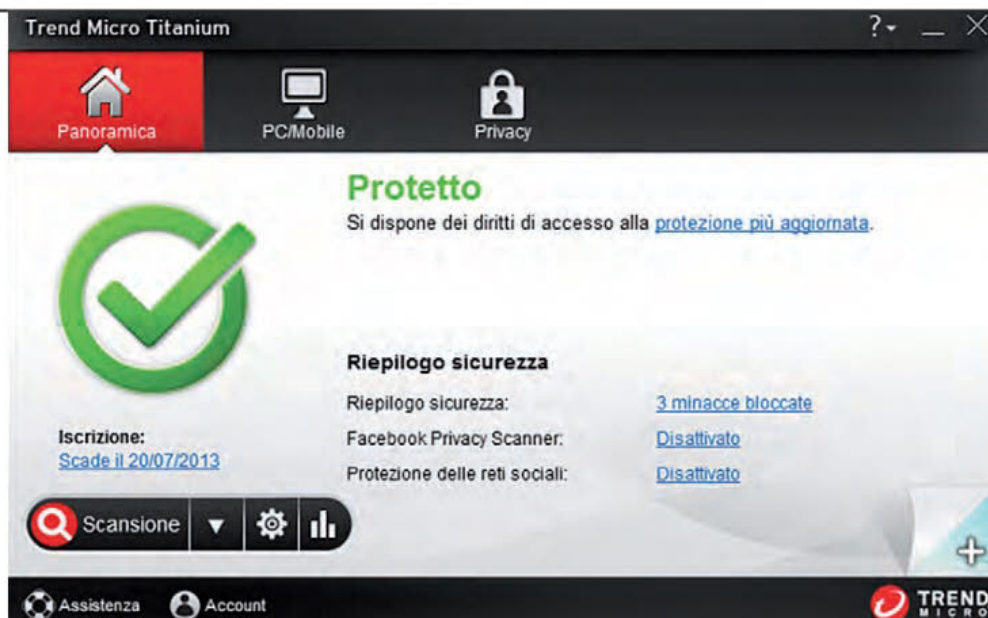 Trend Micro Titanium
?
Panoramica
PC/Mobile
Privacy
Protetto
Si dispone dei diritti di accesso alla protezione più aggiornata.
Riepilogo sicurezza
Riepilogo sicurezza: 3 minacce bloccate
Facebook Privacy Scanner: Disattivato
Protezione delle reti sociali: Disattivato
Iscrizione:
Scade il 20/07/2013
Scansione
Assistenza
Account
TREND
MICRO